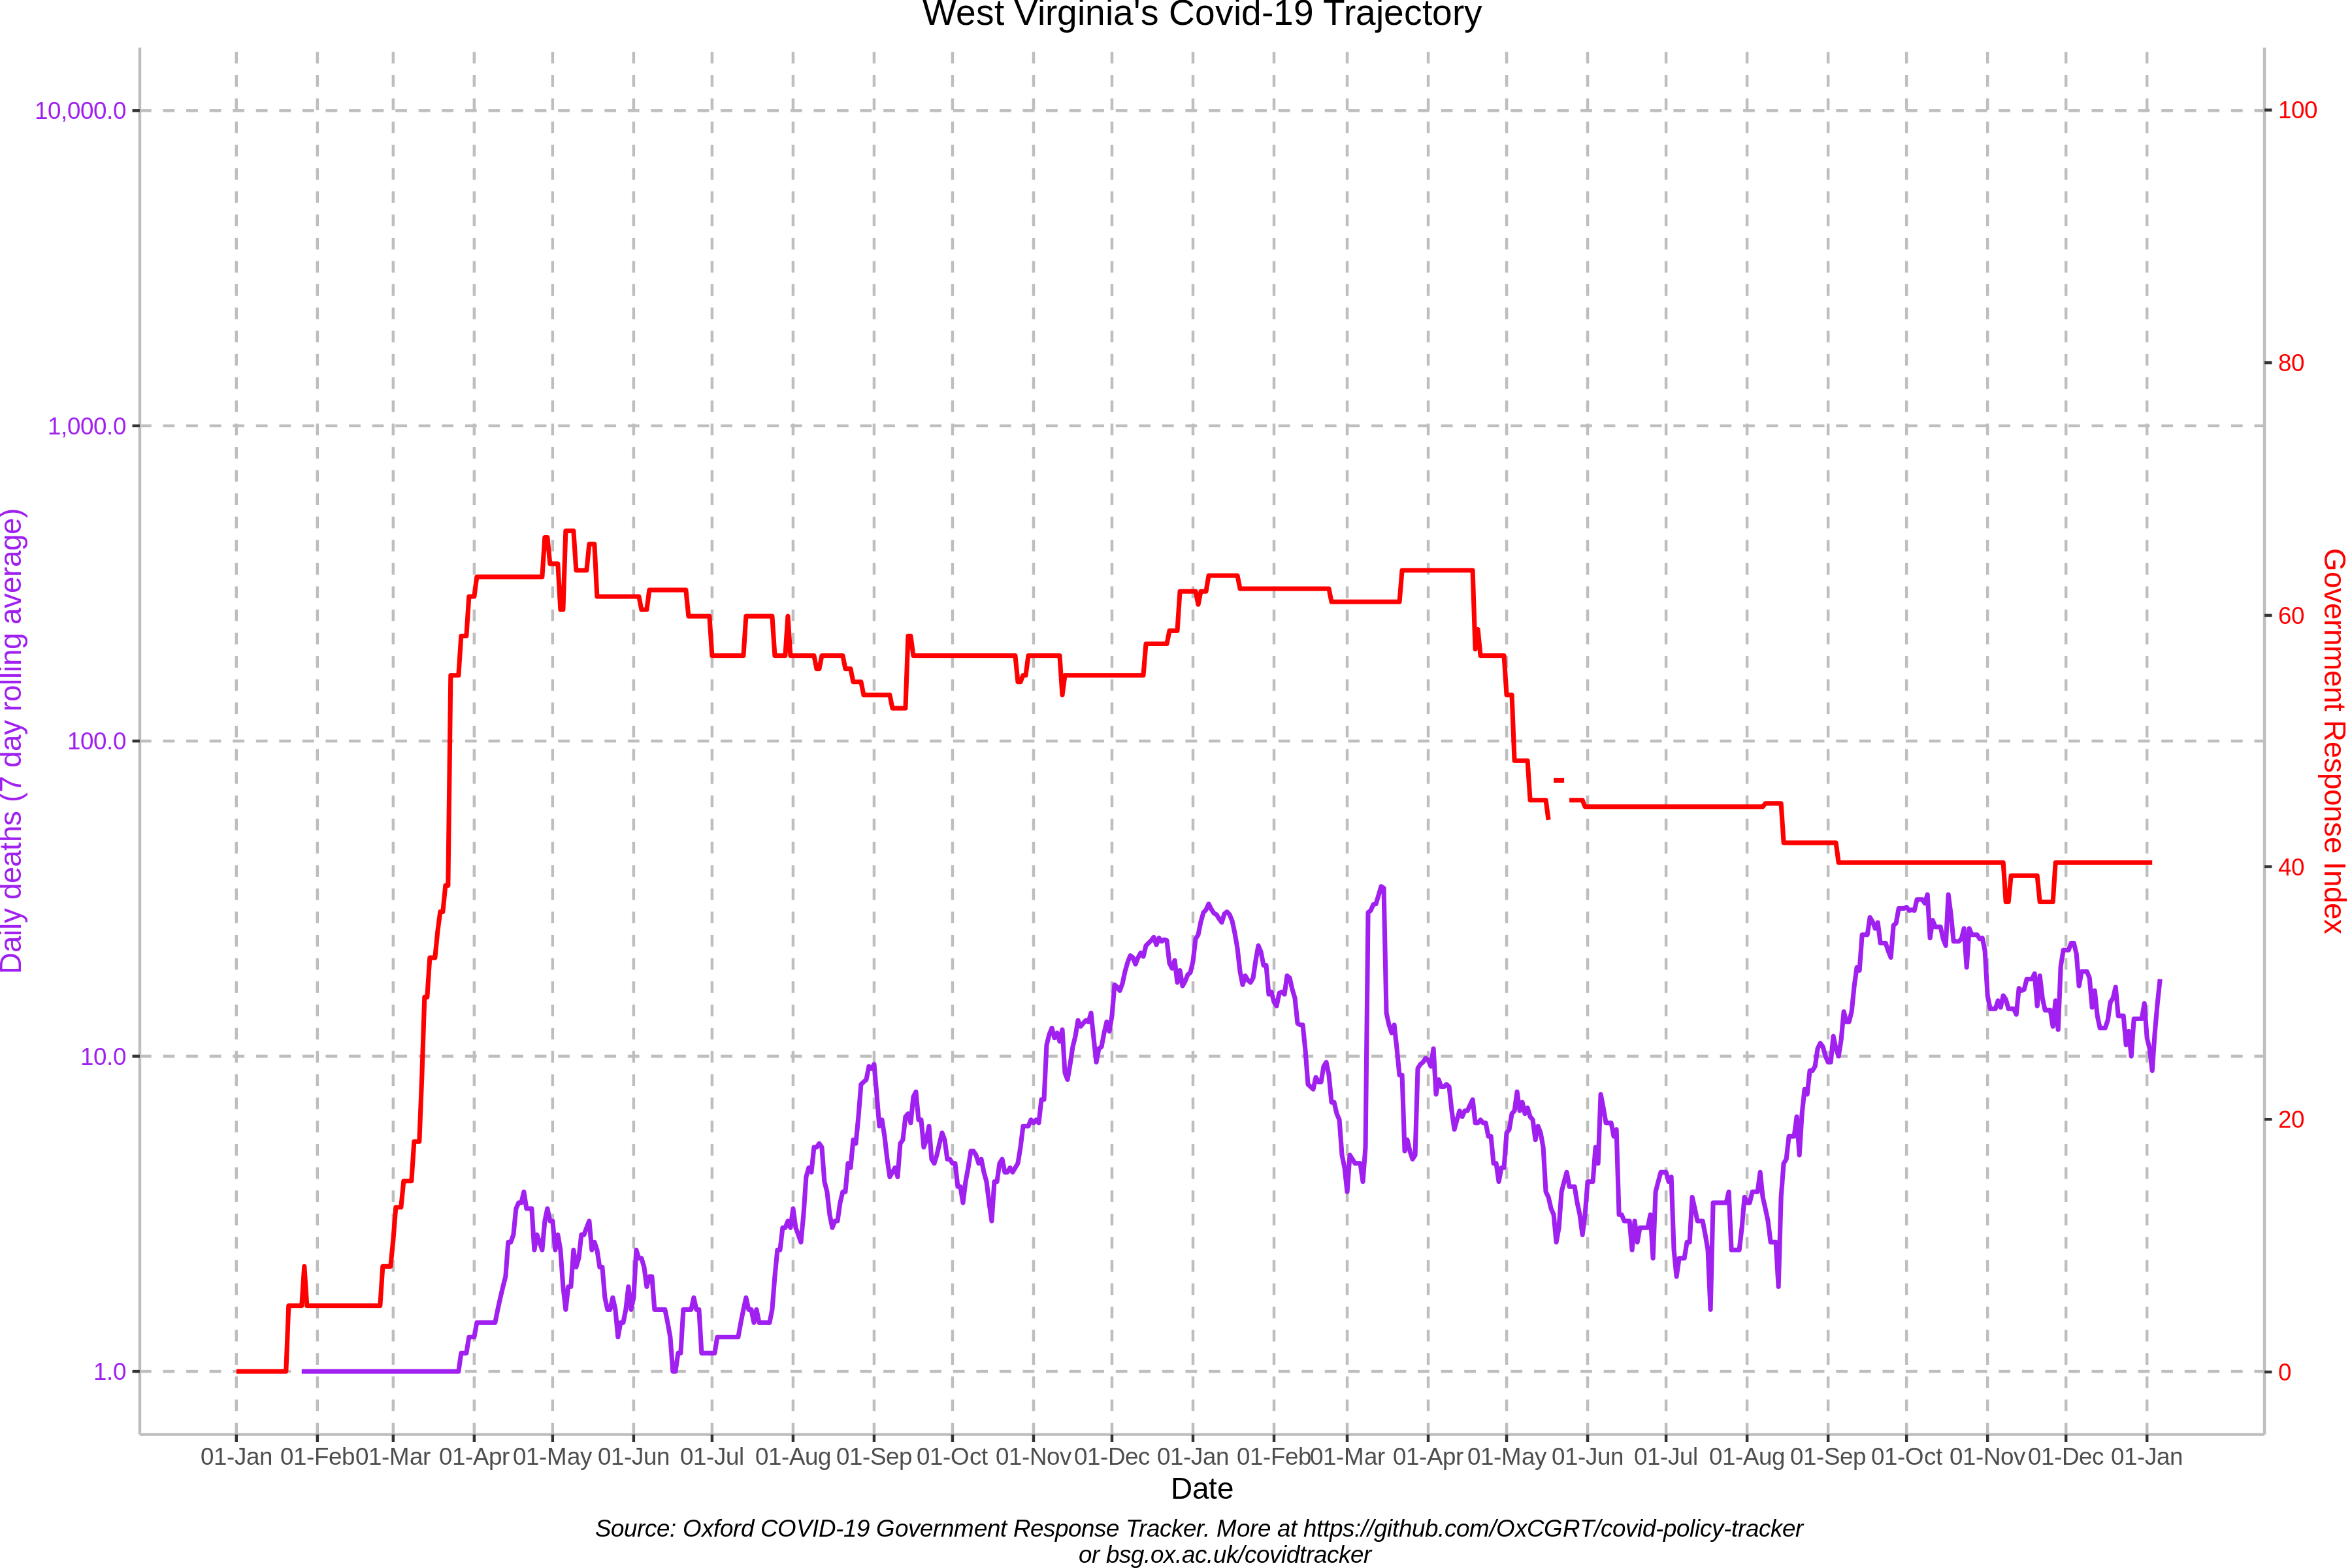 West Virginia's Covid-19 Trajectory
Daily deaths (7 day rolling average)
10,000.0
1,000.0
100.0
10.0
1.0
100
80
60
40
20
0
Government Response Index
01-Jan 01-Feb 01-Mar 01-Apr 01-May 01-Jun 01-Jul 01-Aug 01-Sep 01-Oct 01-Nov 01-Dec 01-Jan 01-Feb 01-Mar 01-Apr 01-May 01-Jun 01-Jul 01-Aug 01-Sep 01-Oct 01-Nov 01-Dec 01-Jan
Date
Source: Oxford COVID-19 Government Response Tracker. More at https://github.com/OxCGRT/covid-policy-tracker
or bsg.ox.ac.uk/covidtracker